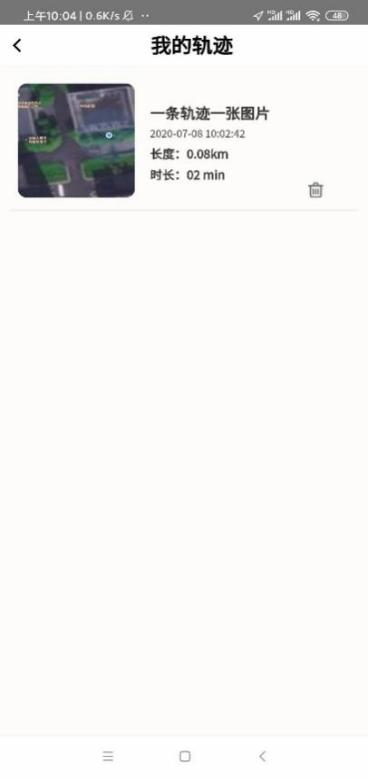 上午10:04 | 0.6K/s
48
我的轨迹
一条轨迹一张图片
2020-07-08 10:02:42
长度：0.08km
时长：02 min